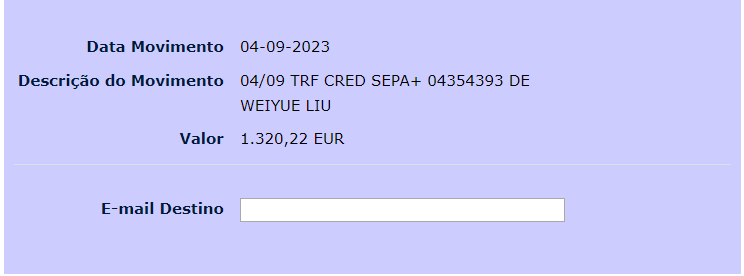 Data Movimento 04-09-2023
Descrição do Movimento 04/09 TRF CRED SEPA+ 04354393 DE
WEIYUE LIU
Valor 1.320,22 EUR
E-mail Destino